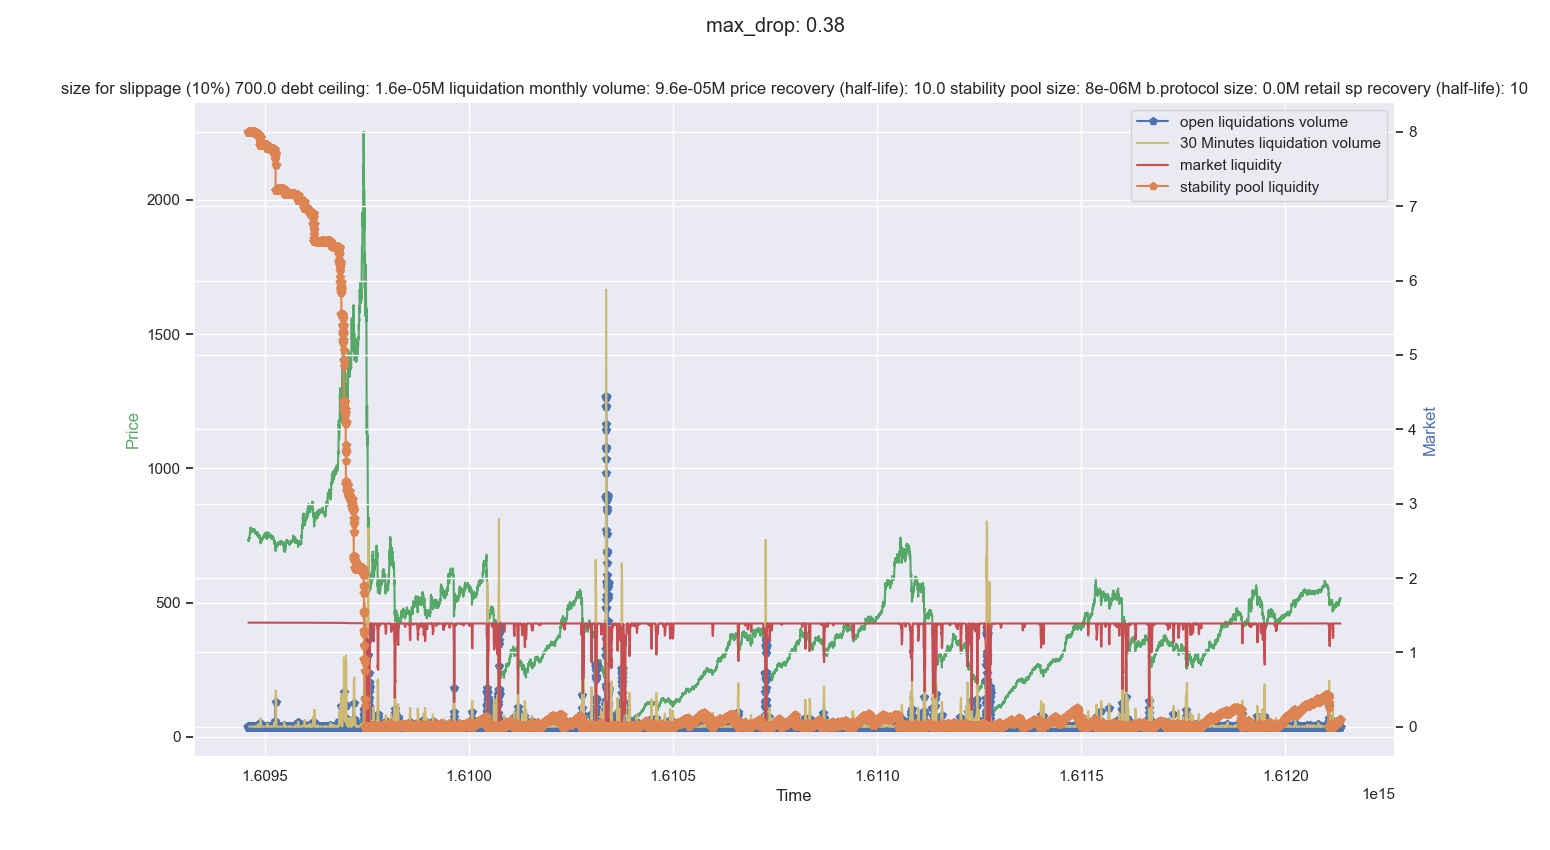 max_drop: 0.38
size for slippage (10%) 700.0 debt ceiling: 1.6e-05M liquidation monthly volume: 9.6e-05M price recovery (half-life): 10.0 stability pool size: 8e-06M b.protocol size: 0.0M retail sp recovery (half-life): 10
open liquidations volume
30 Minutes liquidation volume
market liquidity
stability pool liquidity
Price
2000
1500
1000
500
0
Market
8
7
6
5
4
3
2
1
0
1.6095
1.6100
1.6105
1.6110
1.6115
1.6120
1e15
Time